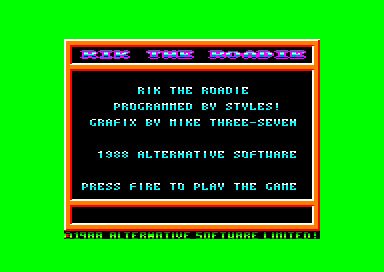 RIK THE ROADIE
RIK THE ROADIE
PROGRAMMED BY STYLES!
GRAFIX BY MIKE THREE-SEVEN
1988 ALTERNATIVE SOFTWARE
PRESS FIRE TO PLAY THE GAME
©1988 ALTERNATIVE SOFTWARE LIMITED!